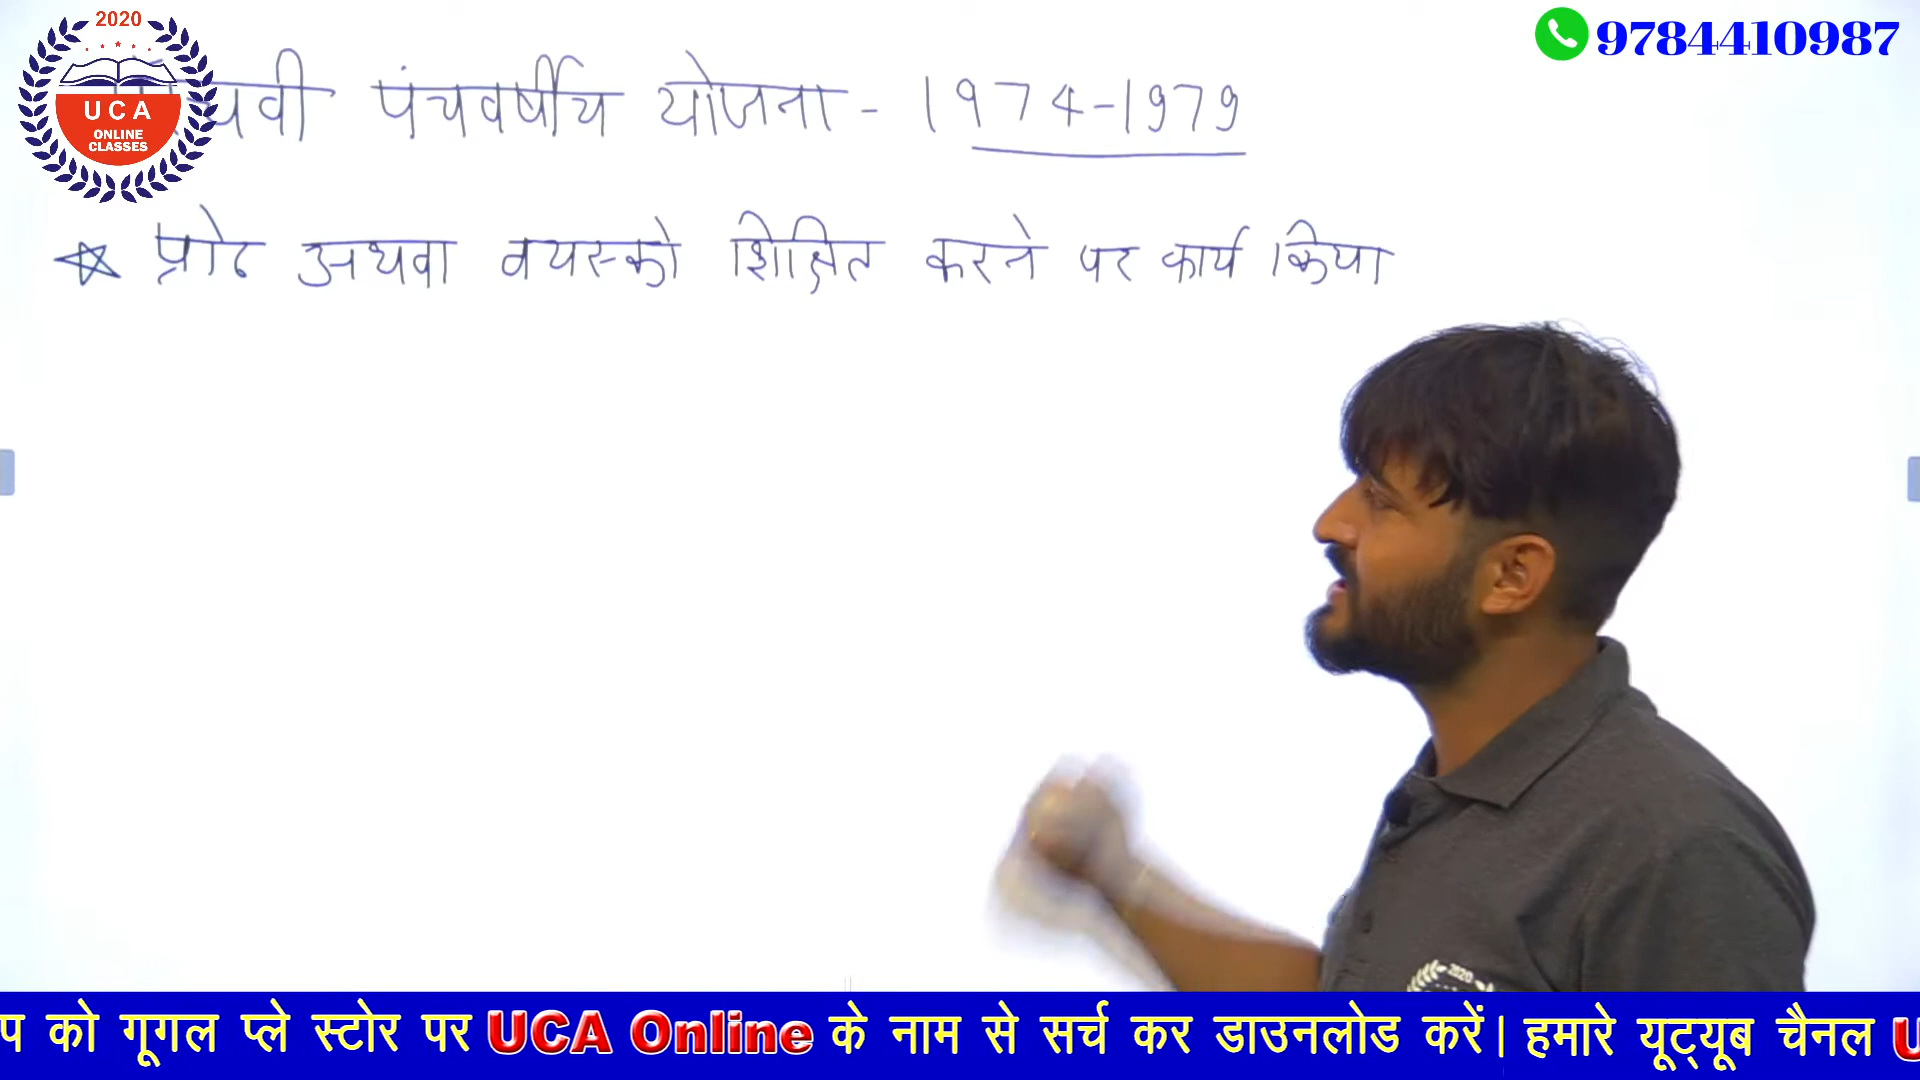 2020
UCA
ONLINE
CLASSES
9784410987
पंचवर्षीय योजना - 1974-1979
प्रोढ अथवा वयस्को शिक्षित करने पर कार्य किया
2020
प को गूगल प्ले स्टोर पर UCA Online के नाम से सर्च कर डाउनलोड करें| हमारे यूट्यूब चैनल U